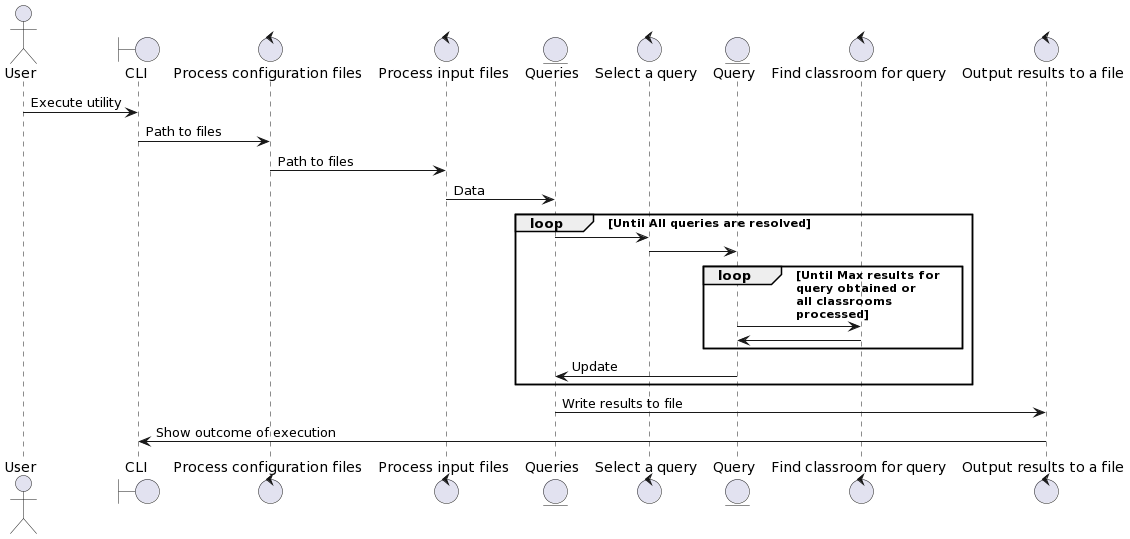 User
CLI
Process configuration files
Process input files
Queries
Select a query
Query
Find classroom for query
Output results to a file
Execute utility
Path to files
Path to files
Data
loop
[Until All queries are resolved]
loop
[Until Max results for
query obtained or
all classrooms
processed]
Update
Write results to file
Show outcome of execution
User
CLI
Process configuration files
Process input files
Queries
Select a query
Query
Find classroom for query
Output results to a file